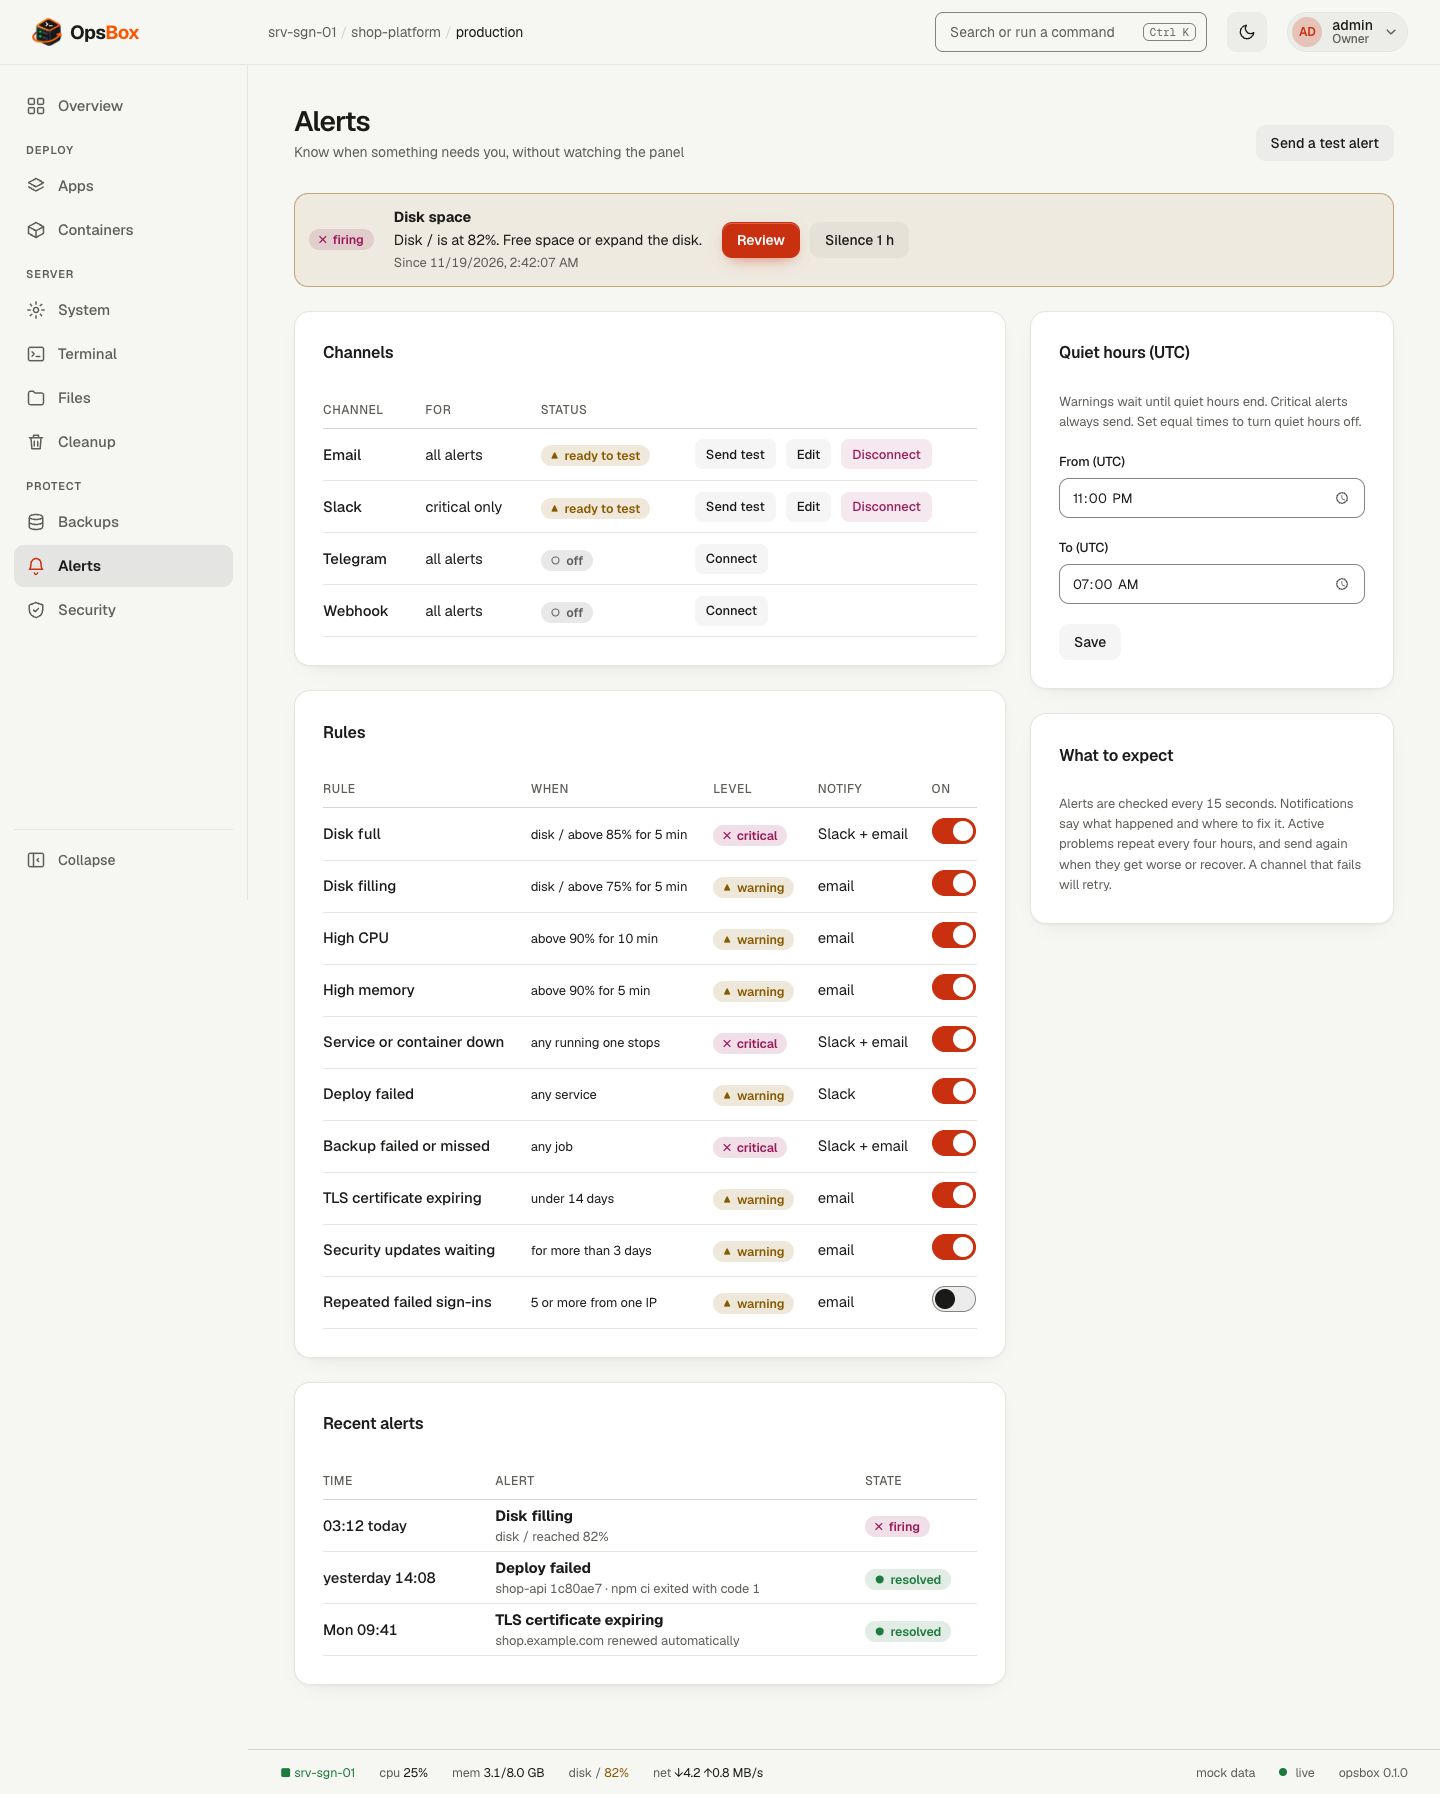 OpsBox
srv-sgn-01 / shop-platform / production
Search or run a command Ctrl K
AD admin
Owner
Overview
DEPLOY
Apps
Containers
SERVER
System
Terminal
Files
Cleanup
PROTECT
Backups
Alerts
Security
Collapse
Alerts
Know when something needs you, without watching the panel
Send a test alert
firing
Disk space
Disk / is at 82%. Free space or expand the disk.
Since 11/19/2026, 2:42:07 AM
Review Silence 1 h
Channels
CHANNEL FOR STATUS
Email all alerts ready to test Send test Edit Disconnect
Slack critical only ready to test Send test Edit Disconnect
Telegram all alerts off Connect
Webhook all alerts off Connect
Quiet hours (UTC)
Warnings wait until quiet hours end. Critical alerts
always send. Set equal times to turn quiet hours off.
From (UTC)
11:00 PM
To (UTC)
07:00 AM
Save
Rules
RULE WHEN LEVEL NOTIFY ON
Disk full disk / above 85% for 5 min critical Slack + email
Disk filling disk / above 75% for 5 min warning email
High CPU above 90% for 10 min warning email
High memory above 90% for 5 min warning email
Service or container down any running one stops critical Slack + email
Deploy failed any service warning Slack
Backup failed or missed any job critical Slack + email
TLS certificate expiring under 14 days warning email
Security updates waiting for more than 3 days warning email
Repeated failed sign-ins 5 or more from one IP warning email
What to expect
Alerts are checked every 15 seconds. Notifications
say what happened and where to fix it. Active
problems repeat every four hours, and send again
when they get worse or recover. A channel that fails
will retry.
Recent alerts
TIME ALERT STATE
03:12 today Disk filling firing
disk / reached 82%
yesterday 14:08 Deploy failed resolved
shop-api 1c80ae7 · npm ci exited with code 1
Mon 09:41 TLS certificate expiring resolved
shop.example.com renewed automatically
srv-sgn-01 cpu 25% mem 3.1/8.0 GB disk / 82% net ↓4.2 ↑0.8 MB/s mock data live opsbox 0.1.0